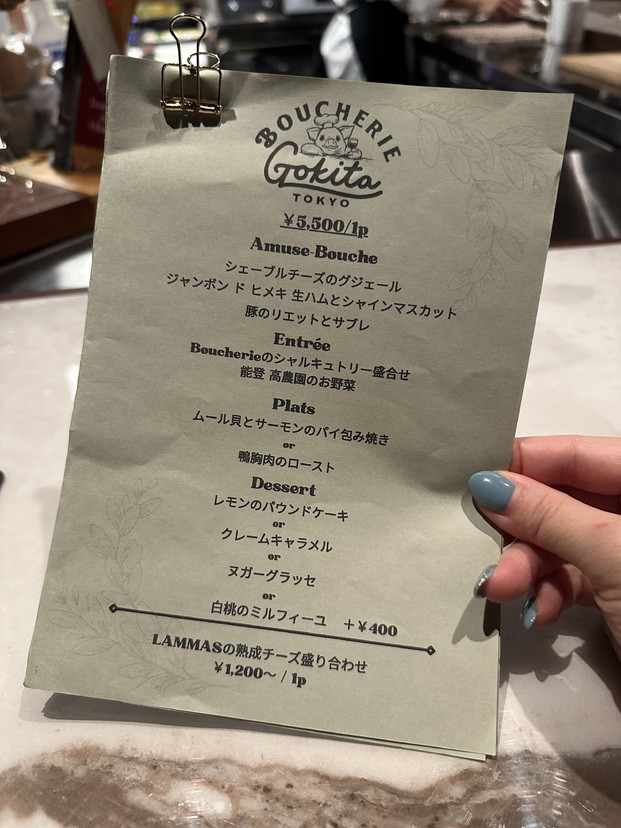 BOUCHERIE
Gokita
TOKYO
￥5,500/1p
Amuse-Bouche
シェーブルチーズのグジェール
ジャンボン ド ヒメキ 生ハムとシャインマスカット
豚のリエットとサブレ
Entrée
Boucherieのシャルキュトリー盛合せ
能登 高農園のお野菜
Plats
ムール貝とサーモンのパイ包み焼き
or
鴨胸肉のロースト
Dessert
レモンのパウンドケーキ
or
クレームキャラメル
or
ヌガーグラッセ
or
白桃のミルフィーユ　＋￥400
LAMMASの熟成チーズ盛り合わせ
￥1,200〜 / 1p